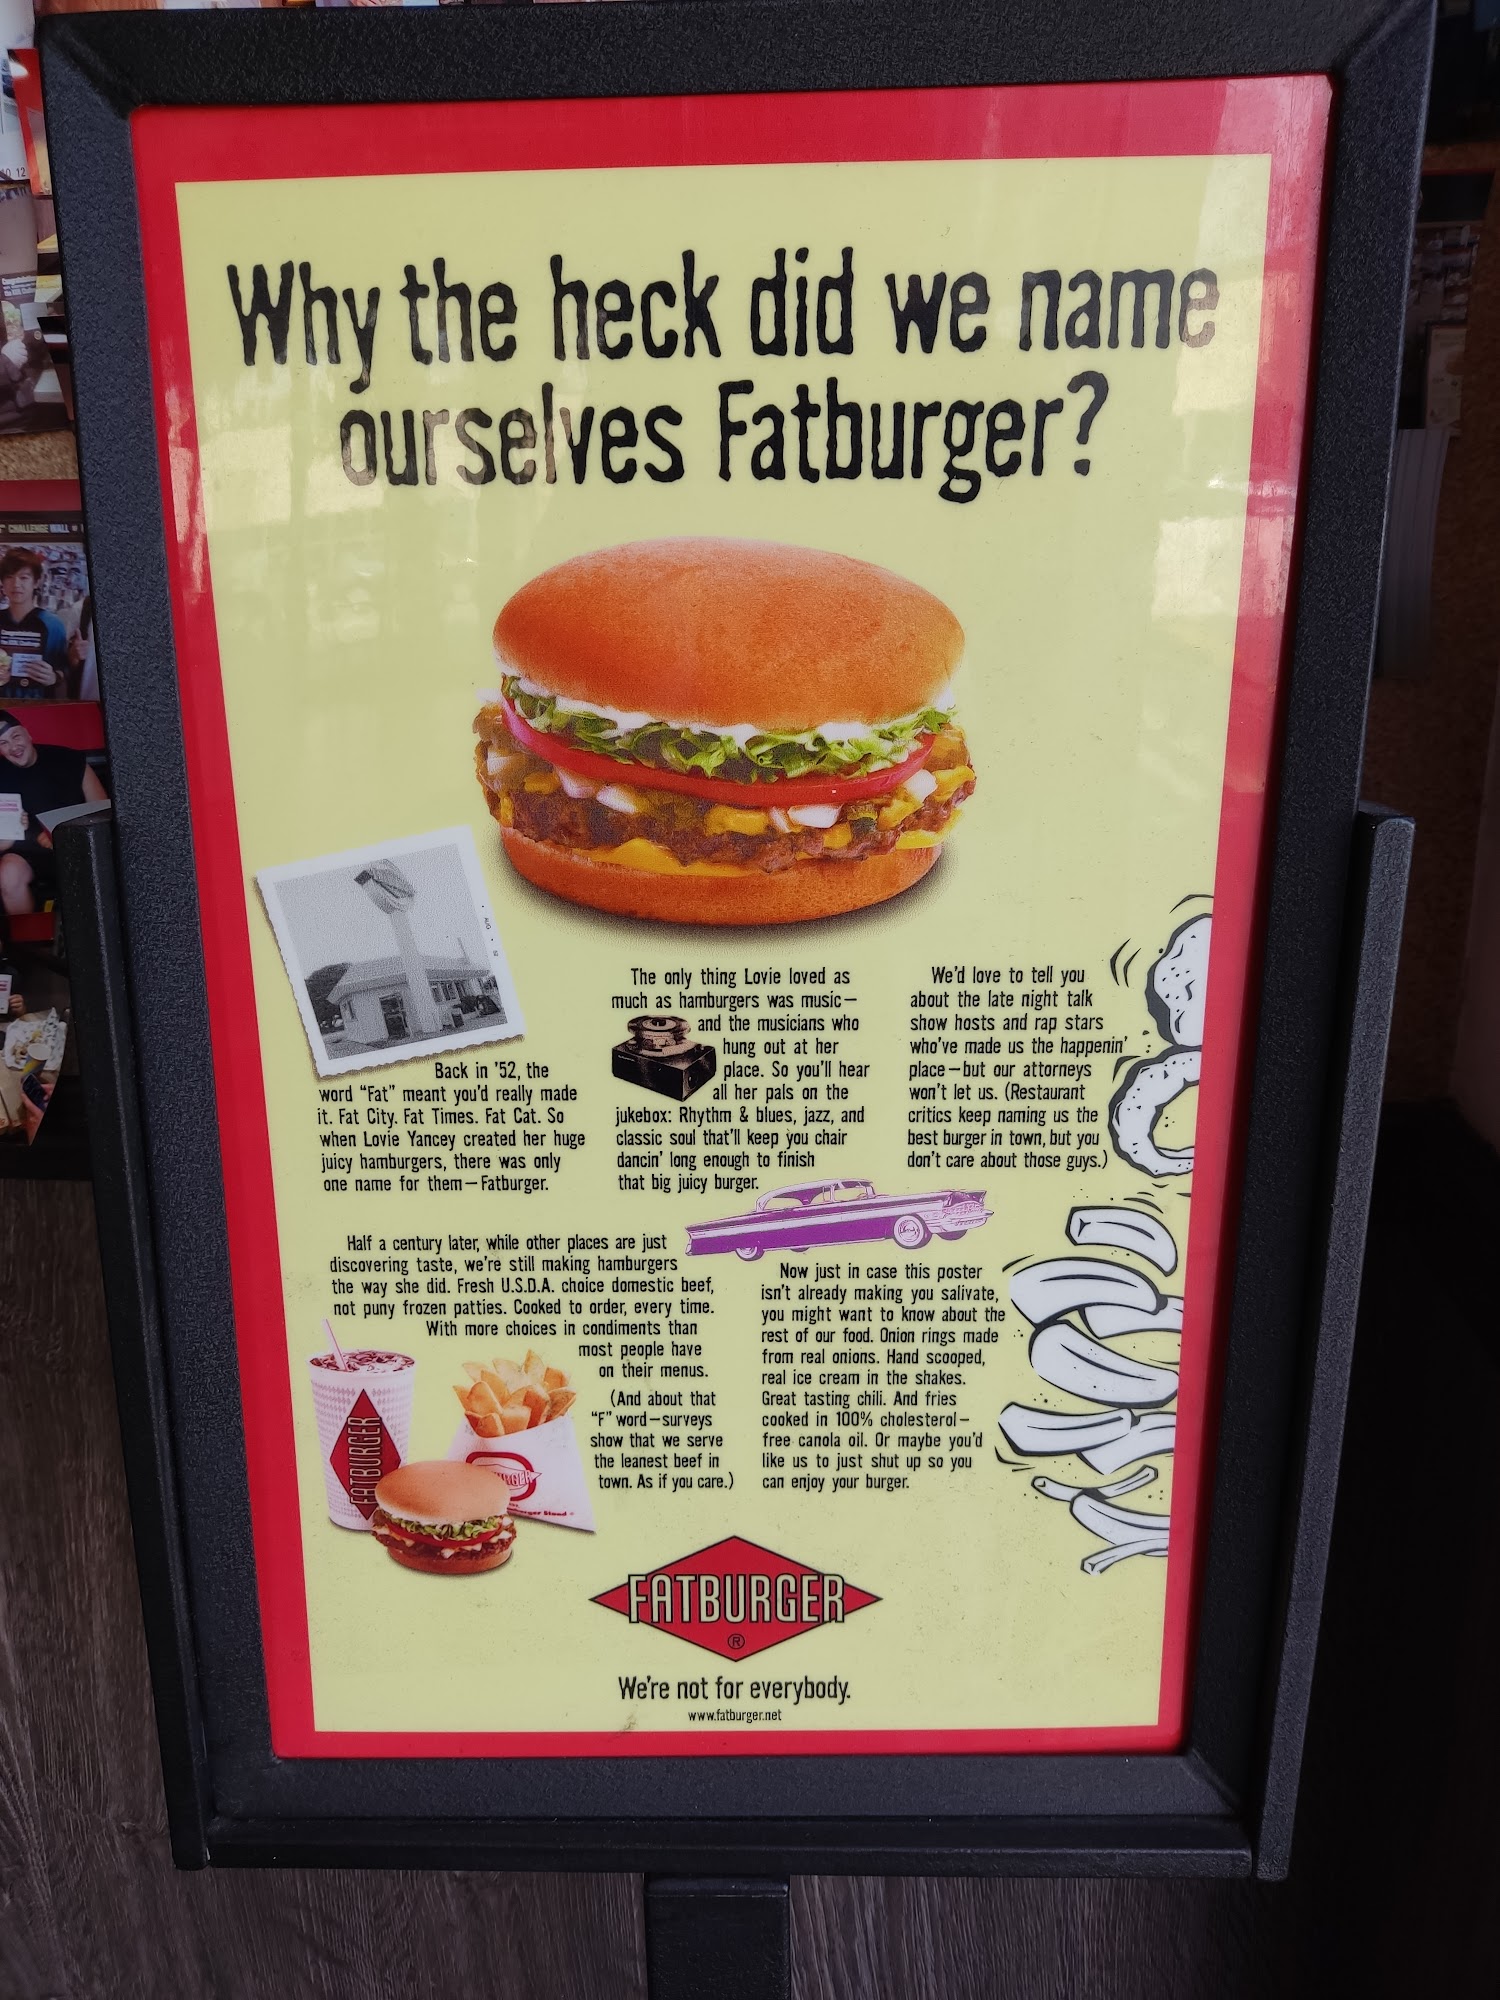 Why the heck did we name
ourselves Fatburger?
Back in '52, the
word “Fat” meant you'd really made
it. Fat City. Fat Times. Fat Cat. So
when Lovie Yancey created her huge
juicy hamburgers, there was only
one name for them—Fatburger.
The only thing Lovie loved as
much as hamburgers was music—
and the musicians who
hung out at her
place. So you'll hear
all her pals on the
jukebox: Rhythm & blues, jazz, and
classic soul that'll keep you chair
dancin' long enough to finish
that big juicy burger.
We'd love to tell you
about the late night talk
show hosts and rap stars
who've made us the happenin'
place—but our attorneys
won't let us. (Restaurant
critics keep naming us the
best burger in town, but you
don't care about those guys.)
Half a century later, while other places are just
discovering taste, we're still making hamburgers
the way she did. Fresh U.S.D.A. choice domestic beef,
not puny frozen patties. Cooked to order, every time.
With more choices in condiments than
most people have
on their menus.
(And about that
“F” word—surveys
show that we serve
the leanest beef in
town. As if you care.)
Now just in case this poster
isn't already making you salivate,
you might want to know about the
rest of our food. Onion rings made
from real onions. Hand scooped,
real ice cream in the shakes.
Great tasting chili. And fries
cooked in 100% cholesterol–
free canola oil. Or maybe you'd
like us to just shut up so you
can enjoy your burger.
FATBURGER
FATBURGER
®
We're not for everybody.
www.fatburger.net
CHALLENGE WALL